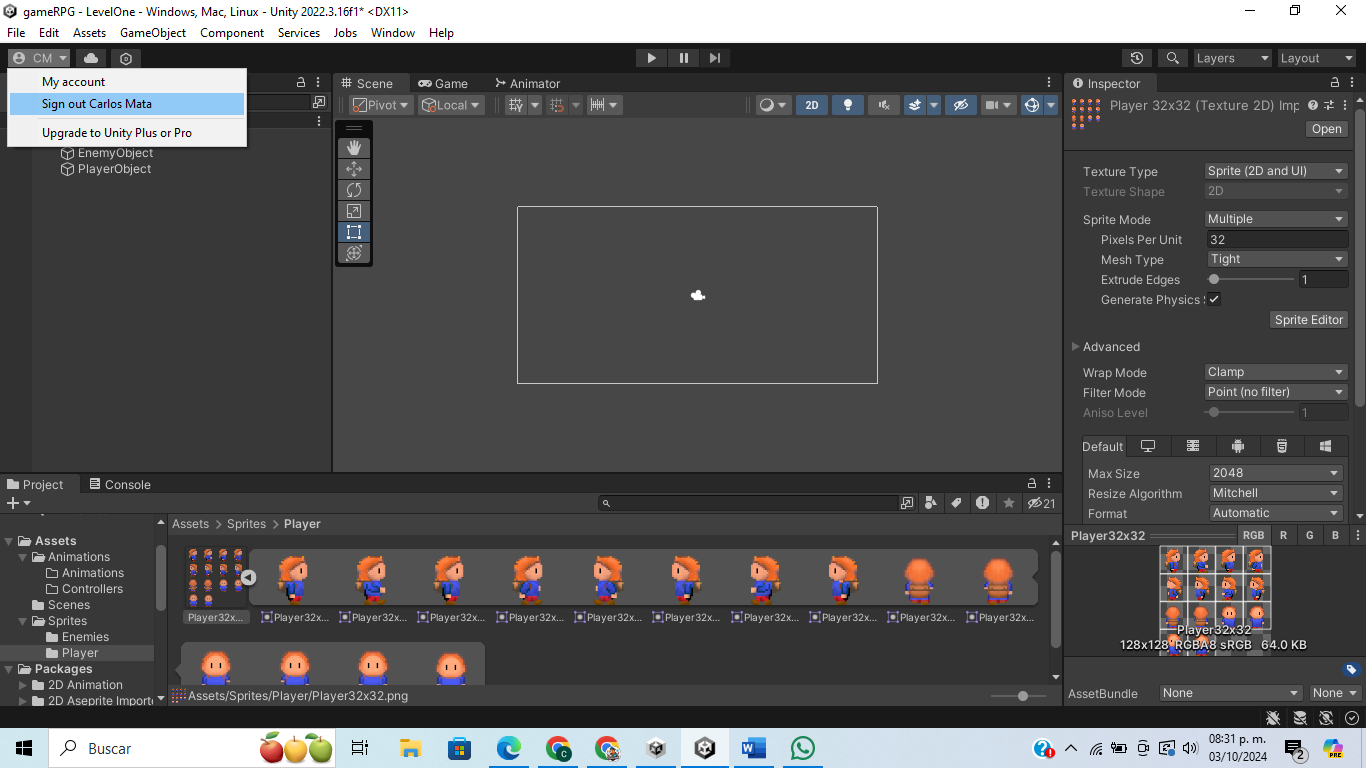 gameRPG - LevelOne - Windows, Mac, Linux - Unity 2022.3.16f1* <DX11>
File Edit Assets GameObject Component Services Jobs Window Help
CM
Layers Layout
My account
Sign out Carlos Mata
Upgrade to Unity Plus or Pro
EnemyObject
PlayerObject
Scene Game Animator
Pivot Local 2D
Inspector
Player 32x32 (Texture 2D) Imp
Open
Texture Type Sprite (2D and UI)
Texture Shape 2D
Sprite Mode Multiple
Pixels Per Unit 32
Mesh Type Tight
Extrude Edges 1
Generate Physics
Sprite Editor
Advanced
Wrap Mode Clamp
Filter Mode Point (no filter)
Aniso Level 1
Default
Max Size 2048
Resize Algorithm Mitchell
Format Automatic
Project Console
21
Assets
Animations
Animations
Controllers
Scenes
Sprites
Enemies
Player
Packages
2D Animation
2D Aseprite Importe
Assets > Sprites > Player
Player32x... Player32x... Player32x... Player32x... Player32x... Player32x... Player32x... Player32x... Player32x... Player32x... Player32x...
Assets/Sprites/Player/Player32x32.png
Player32x32 RGB R G B
Player32x32
128x128 RGBA8 sRGB 64.0 KB
AssetBundle None None
Buscar
08:31 p. m.
03/10/2024
2
PRE